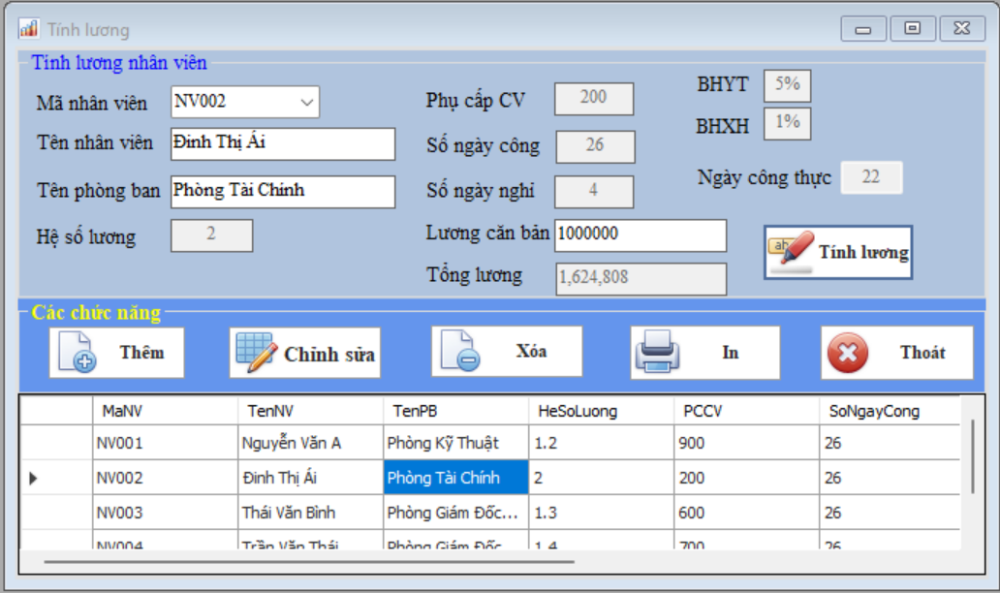 Tính lương
Tính lương nhân viên
Mã nhân viên NV002
Tên nhân viên Đinh Thị Ái
Tên phòng ban Phòng Tài Chính
Hệ số lương 2
Phụ cấp CV 200
Số ngày công 26
Số ngày nghỉ 4
Lương căn bản 1000000
Tổng lương 1,624,808
BHYT 5%
BHXH 1%
Ngày công thực 22
ab Tính lương
Các chức năng
Thêm Chỉnh sửa Xóa In Thoát
MaNV TenNV TenPB HeSoLuong PCCV SoNgayCong
NV001 Nguyễn Văn A Phòng Kỹ Thuật 1.2 900 26
NV002 Đinh Thị Ái Phòng Tài Chính 2 200 26
NV003 Thái Văn Bình Phòng Giám Đốc... 1.3 600 26
NV004 Trần Văn Thái Phòng Giám Đốc... 1.4 700 26